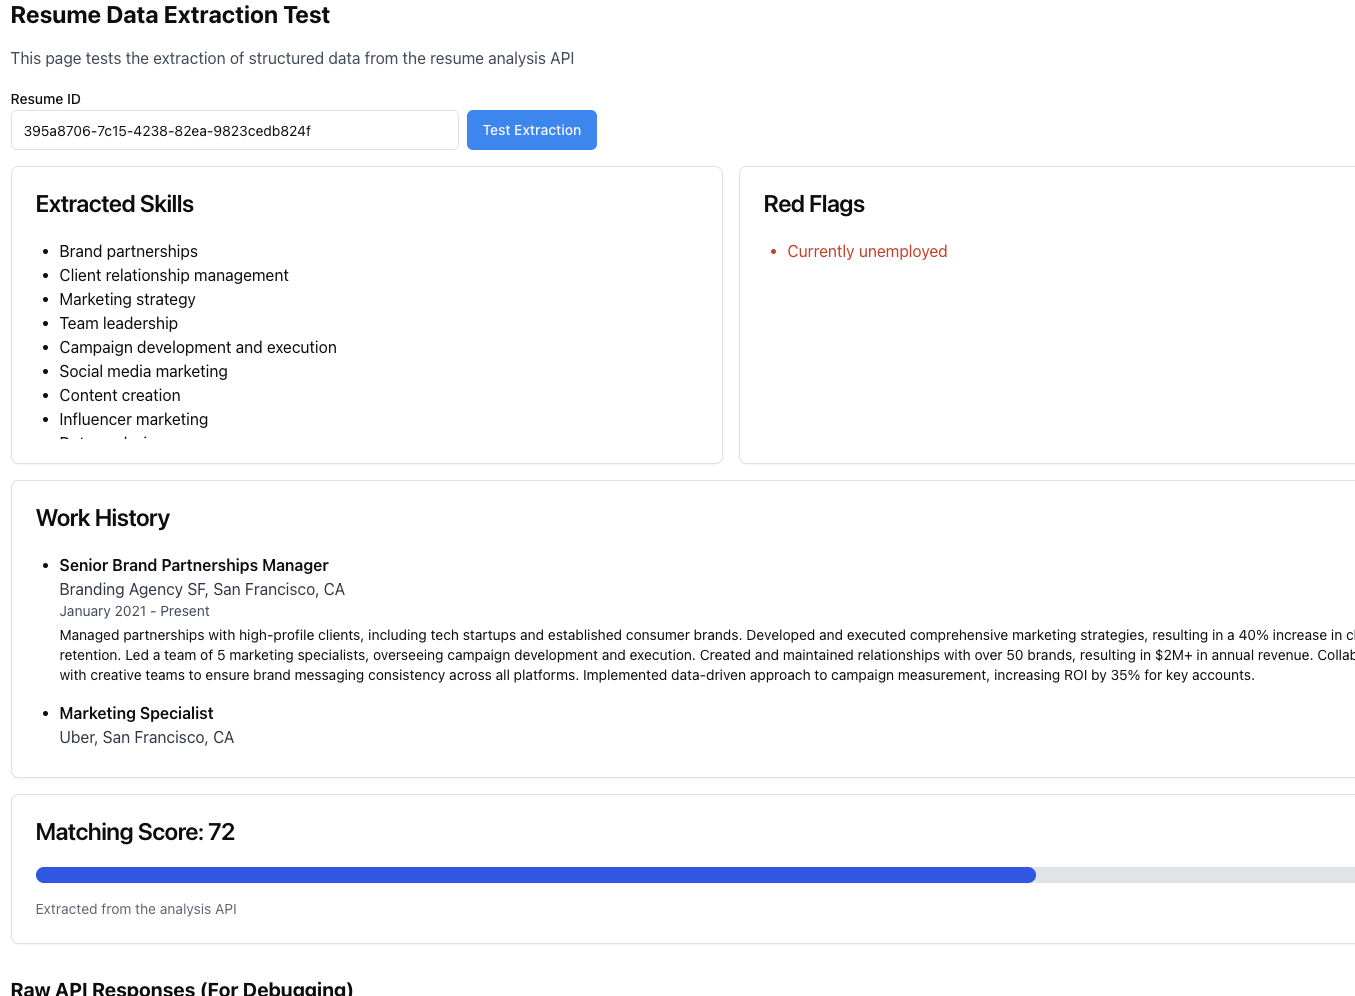 Resume Data Extraction Test
This page tests the extraction of structured data from the resume analysis API
Resume ID
395a8706-7c15-4238-82ea-9823cedb824f
Test Extraction
Extracted Skills
Brand partnerships
Client relationship management
Marketing strategy
Team leadership
Campaign development and execution
Social media marketing
Content creation
Influencer marketing
Red Flags
Currently unemployed
Work History
Senior Brand Partnerships Manager
Branding Agency SF, San Francisco, CA
January 2021 - Present
Managed partnerships with high-profile clients, including tech startups and established consumer brands. Developed and executed comprehensive marketing strategies, resulting in a 40% increase in
retention. Led a team of 5 marketing specialists, overseeing campaign development and execution. Created and maintained relationships with over 50 brands, resulting in $2M+ in annual revenue.
with creative teams to ensure brand messaging consistency across all platforms. Implemented data-driven approach to campaign measurement, increasing ROI by 35% for key accounts.
Marketing Specialist
Uber, San Francisco, CA
Matching Score: 72
Extracted from the analysis API
Raw API Responses (For Debugging)